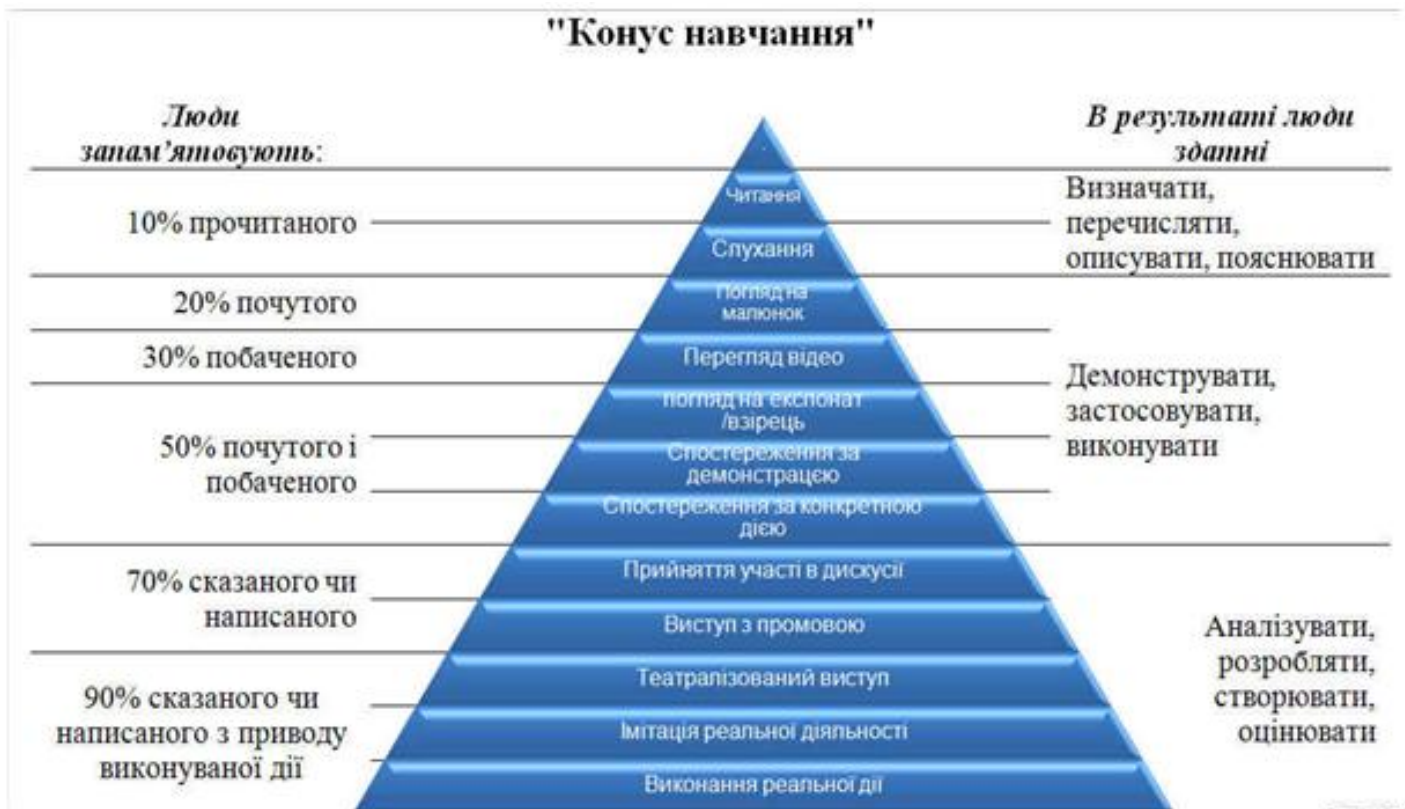 "Конус навчання"
Люди
запам’ятовують:
В результаті люди
здатні
10% прочитаного
20% почутого
30% побаченого
50% почутого і
побаченого
70% сказаного чи
написаного
90% сказаного чи
написаного з приводу
виконуваної дії
Читання
Слухання
Погляд на
малюнок
Перегляд відео
погляд на експонат
/взірець
Спостереження за
демонстрацією
Спостереження за конкретною
дією
Прийняття участі в дискусії
Виступ з промовою
Театралізований виступ
Імітація реальної діяльності
Виконання реальної дії
Визначати,
перечисляти,
описувати, пояснювати
Демонструвати,
застосовувати,
виконувати
Аналізувати,
розробляти,
створювати,
оцінювати